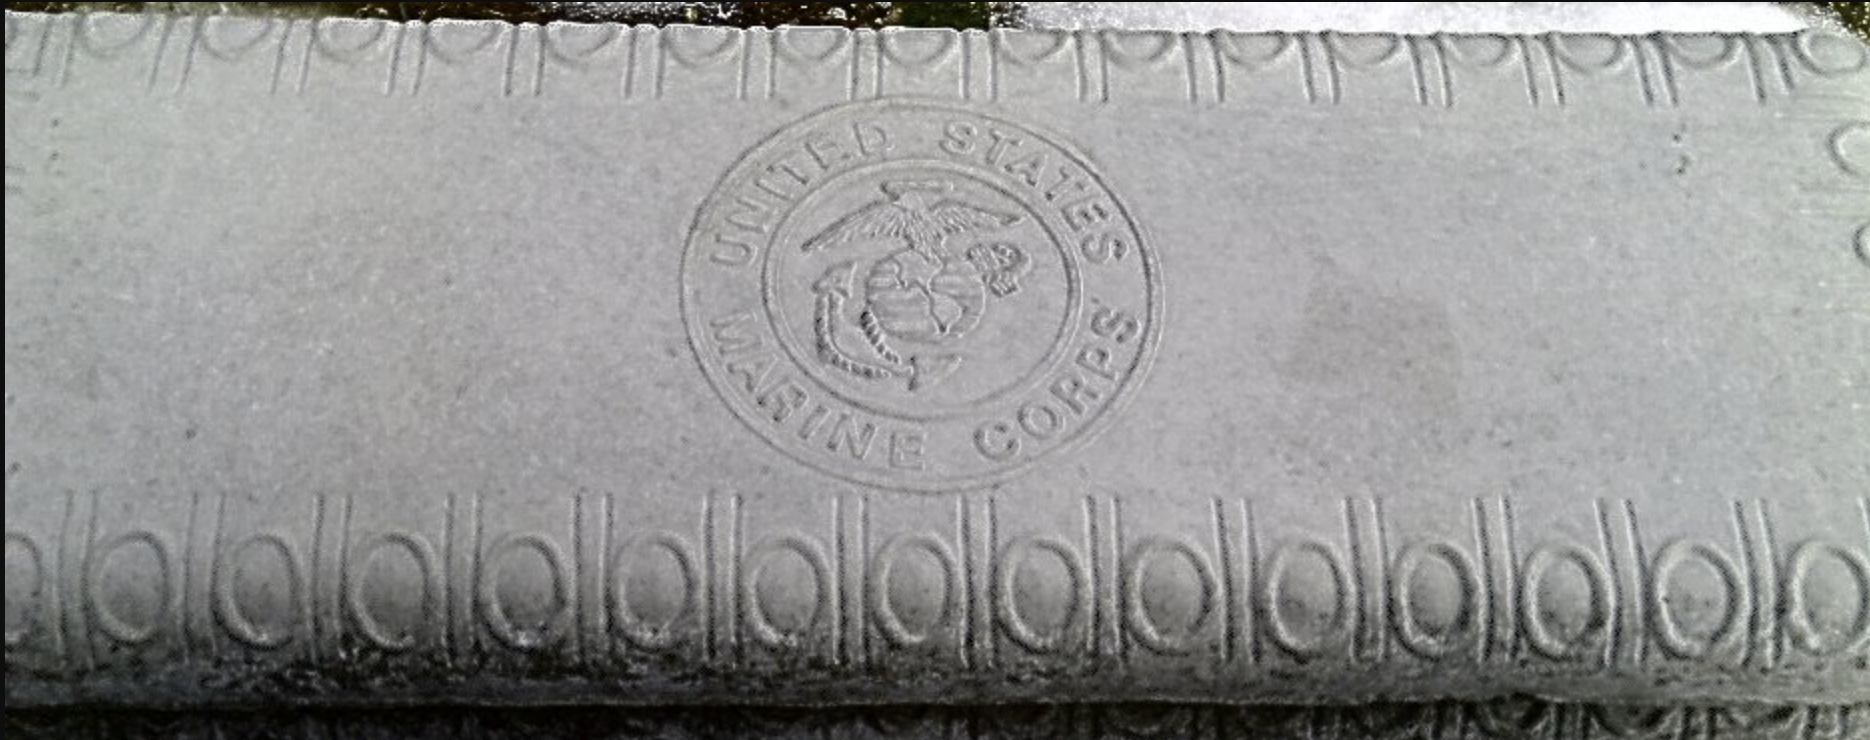 UNITED STATES
MARINE CORPS